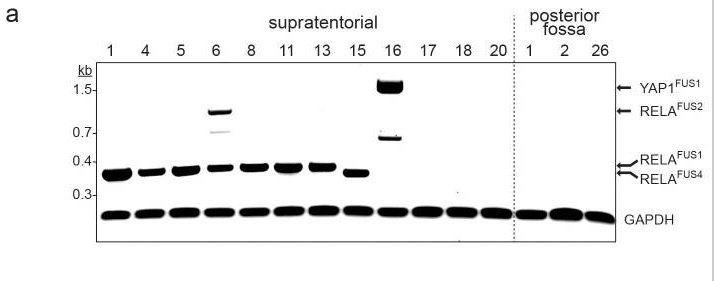 a
supratentorial
posterior
fossa
1 4 5 6 8 11 13 15 16 17 18 20 1 2 26
kb
1.5
YAP1FUS1
RELAFUS2
0.7
0.4
RELAFUS1
RELAFUS4
0.3
GAPDH